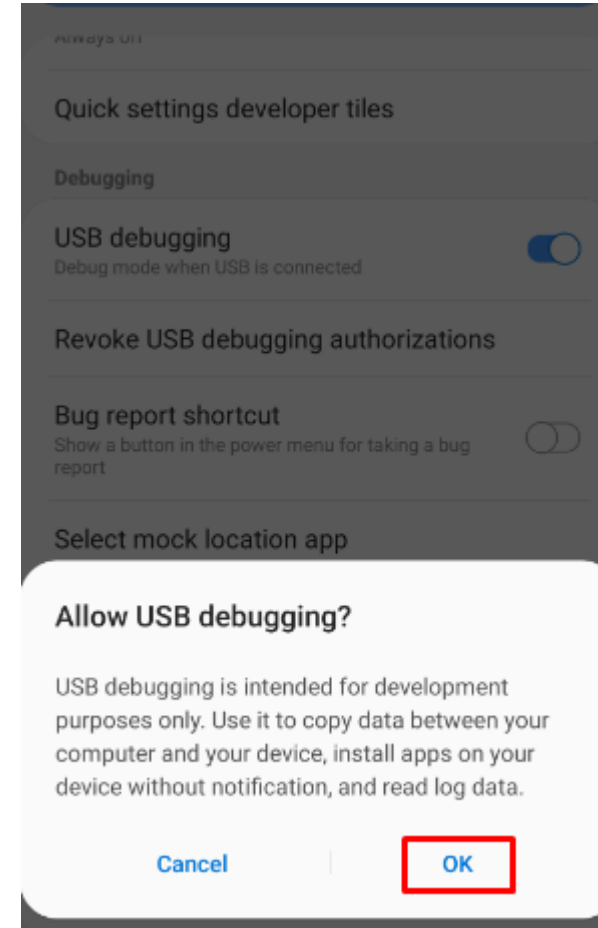 Always off
Quick settings developer tiles
Debugging
USB debugging
Debug mode when USB is connected
Revoke USB debugging authorizations
Bug report shortcut
Show a button in the power menu for taking a bug
report
Select mock location app
Allow USB debugging?
USB debugging is intended for development
purposes only. Use it to copy data between your
computer and your device, install apps on your
device without notification, and read log data.
Cancel
OK